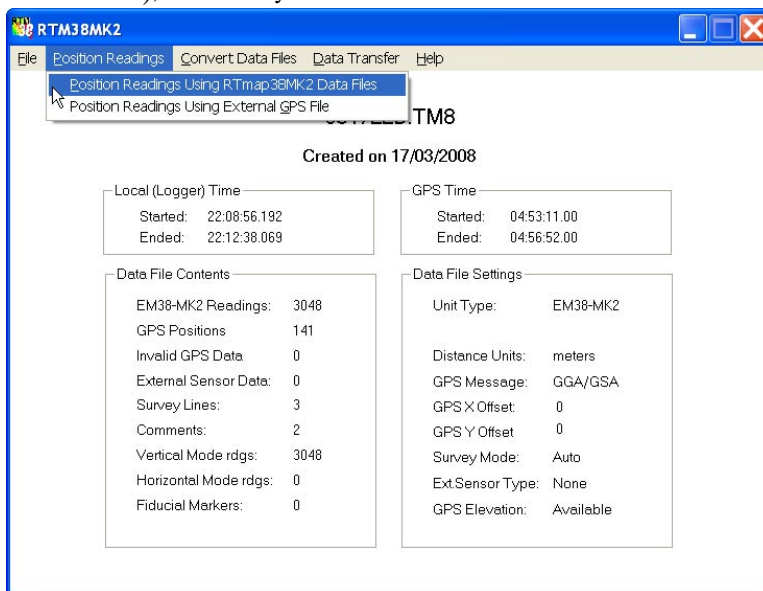 RTM38MK2
File Position Readings Convert Data Files Data Transfer Help
Position Readings Using RTmap38MK2 Data Files
Position Readings Using External GPS File
.TM8
Created on 17/03/2008
Local (Logger) Time
Started: 22:08:56.192
Ended: 22:12:38.069
GPS Time
Started: 04:53:11.00
Ended: 04:56:52.00
Data File Contents
EM38-MK2 Readings: 3048
GPS Positions 141
Invalid GPS Data 0
External Sensor Data: 0
Survey Lines: 3
Comments: 2
Vertical Mode rdgs: 3048
Horizontal Mode rdgs: 0
Fiducial Markers: 0
Data File Settings
Unit Type: EM38-MK2
Distance Units: meters
GPS Message: GGA/GSA
GPS X Offset: 0
GPS Y Offset 0
Survey Mode: Auto
Ext.Sensor Type: None
GPS Elevation: Available